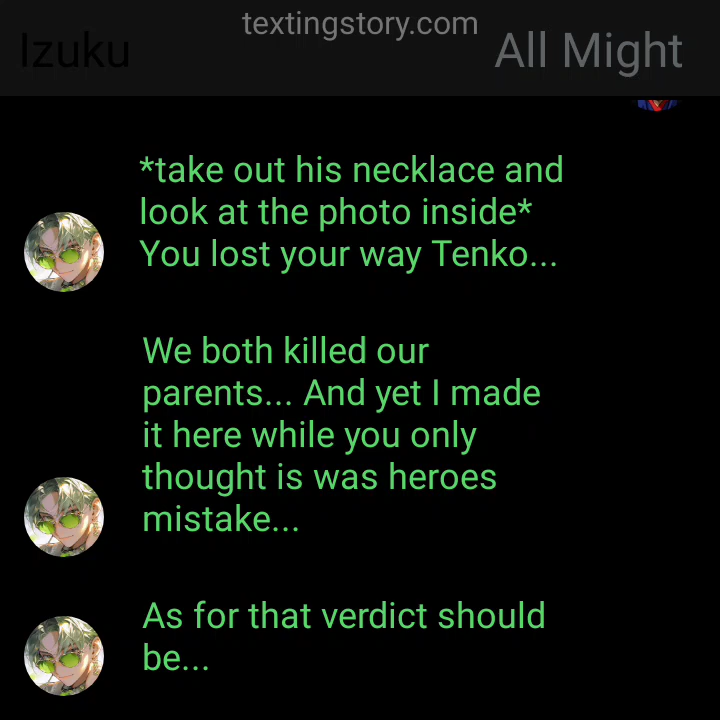 textingstory.com
Izuku
All Might
*take out his necklace and
look at the photo inside*
You lost your way Tenko...
We both killed our
parents... And yet I made
it here while you only
thought is was heroes
mistake...
As for that verdict should
be...